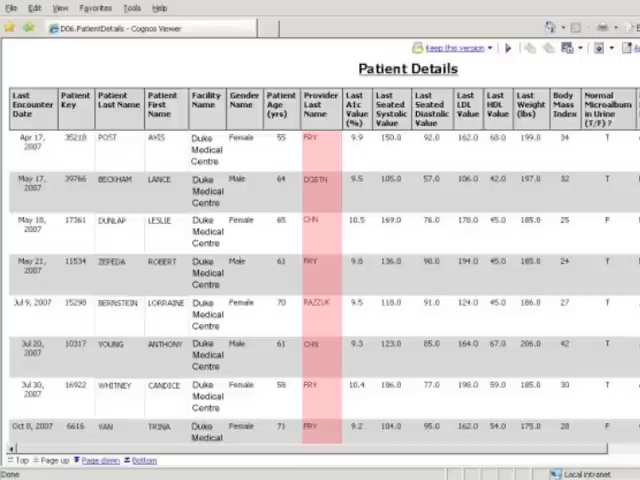 File Edit View Favorites Tools Help
D06.PatientDetails - Cognos Viewer
Keep this version
Patient Details
Last Encounter Date Patient Key Patient Last Name Patient First Name Facility Name Gender Name Patient Age (yrs) Provider Last Name Last A1c Value (%) Last Seated Systolic Value Last Seated Diastolic Value Last LDL Value Last HDL Value Last Weight (lbs) Body Mass Index Normal Microalbumin in Urine (T/F) ?
Apr 17, 2007 35218 POST AVIS Duke Medical Centre Female 55 FRY 9.9 150.0 92.0 162.0 68.0 199.0 34 T
May 17, 2007 39766 BECKHAM LANCE Duke Medical Centre Male 64 9.5 105.0 57.0 106.0 42.0 197.0 32 T
May 18, 2007 17361 DUNLAP LESLIE Duke Medical Centre Female 65 CHN 10.5 169.0 76.0 178.0 45.0 185.0 25 F
May 21, 2007 11534 ZEPEDA ROBERT Duke Medical Centre Male 61 FRY 9.8 136.0 90.0 194.0 45.0 185.0 24 T
Jul 9, 2007 15298 BERNSTEIN LORRAINE Duke Medical Centre Female 70 RAZZUK 9.5 118.0 91.0 124.0 45.0 186.0 27 T
Jul 20, 2007 10317 YOUNG ANTHONY Duke Medical Centre Male 61 CHN 9.3 123.0 85.0 164.0 67.0 206.0 42 T
Jul 30, 2007 16922 WHITNEY CANDICE Duke Medical Centre Female 58 FRY 10.4 106.0 77.0 198.0 59.0 185.0 30 T
Oct 8, 2007 6616 VAN TRINA Duke Medical Female 71 FRY 9.2 104.0 95.0 162.0 54.0 175.0 28 F
Top Page up Page down Bottom
Done Local intranet